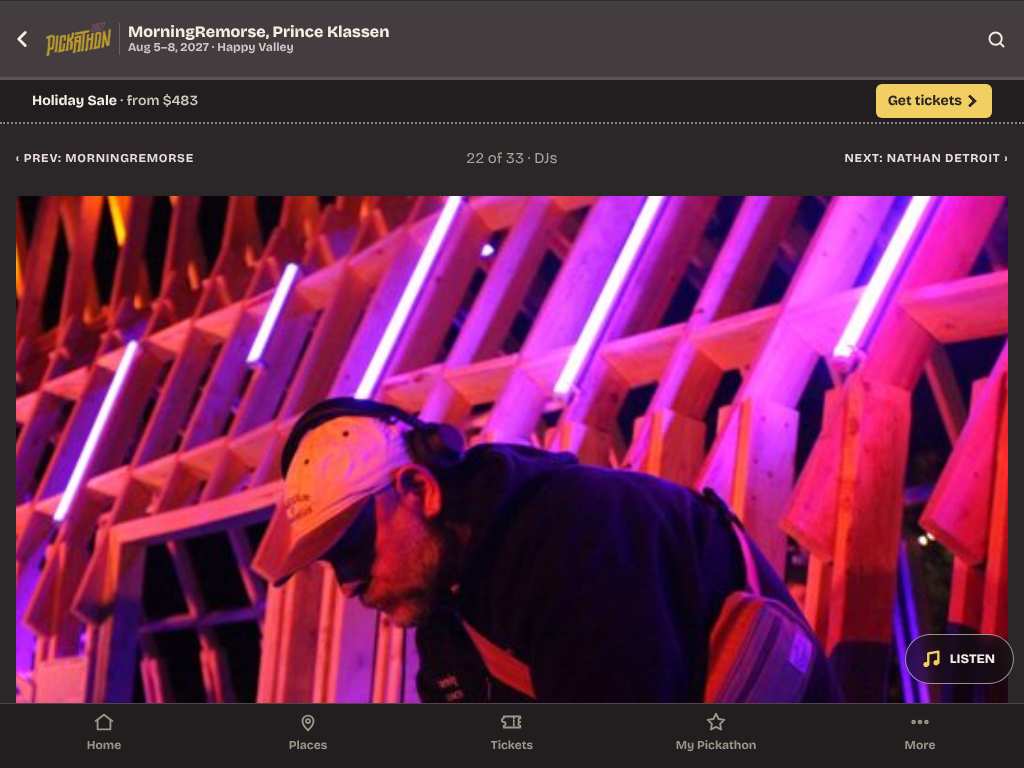 PICKATHON
MorningRemorse, Prince Klassen
Aug 5–8, 2027 · Happy Valley
Holiday Sale · from $483
Get tickets
‹ PREV: MORNINGREMORSE
22 of 33 · DJs
NEXT: NATHAN DETROIT ›
LISTEN
Home
Places
Tickets
My Pickathon
More